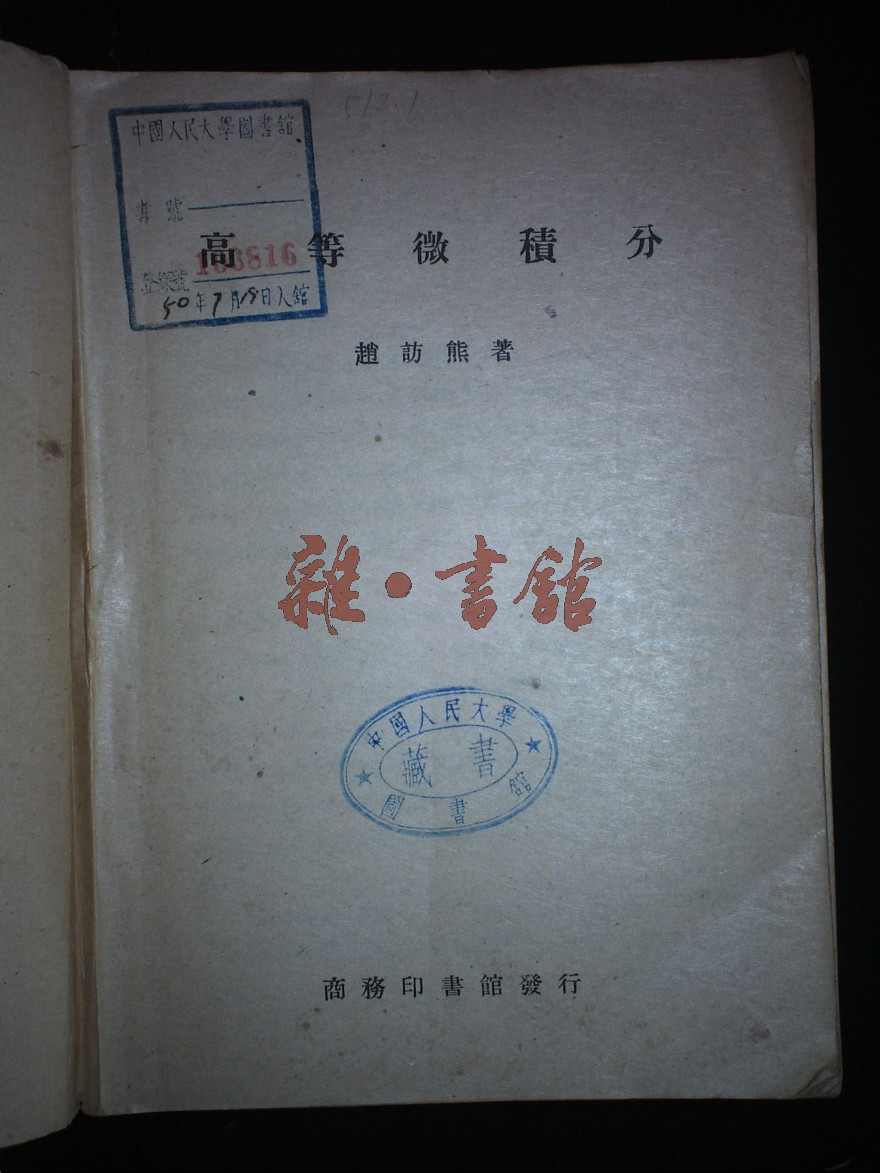 513.1
中國人民大學圖書館
書號
高等微積分
登錄號
50年7月19日入館
趙訪熊著
雜·書館
中國人民大學
藏書
圖書館
商務印書館發行